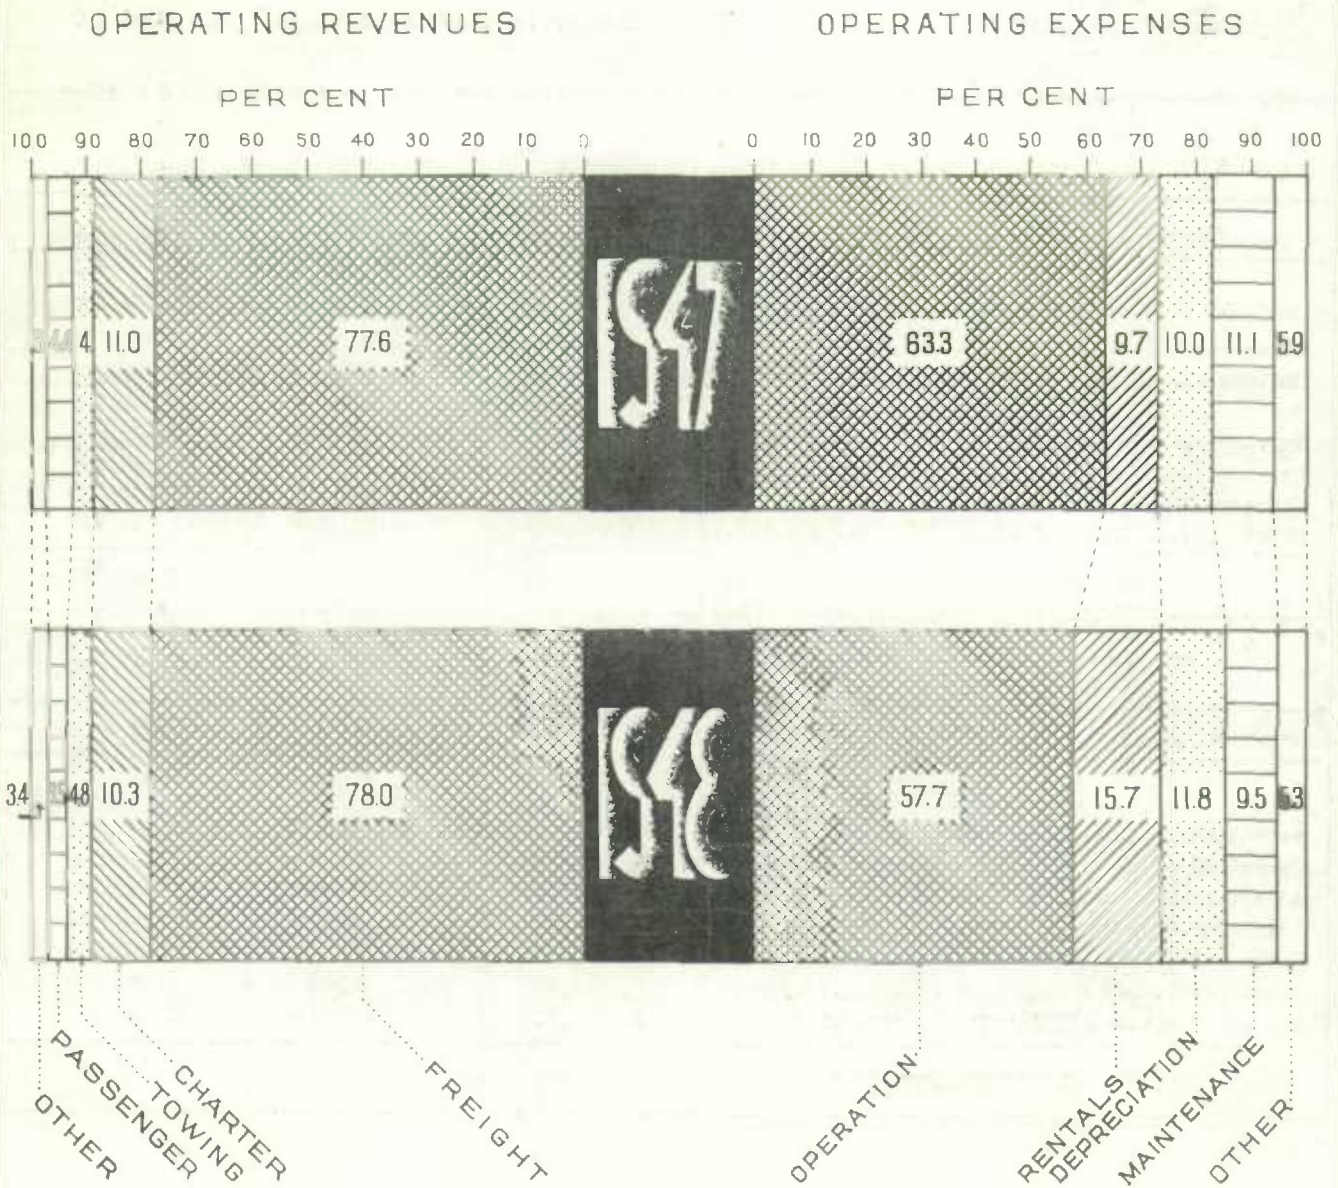 OPERATING REVENUES OPERATING EXPENSES
PER CENT PER CENT
100 90 80 70 60 50 40 30 20 10 0 0 10 20 30 40 50 60 70 80 90 100
4. 11.0 77.6 1947 63.3 9.7 10.0 11.1 5.9
3.4 4.8 10.3 78.0 1948 57.7 15.7 11.8 9.5 5.3
OTHER
PASSENGER
TOWING
CHARTER
FREIGHT
OPERATION
RENTALS
DEPRECIATION
MAINTENANCE
OTHER